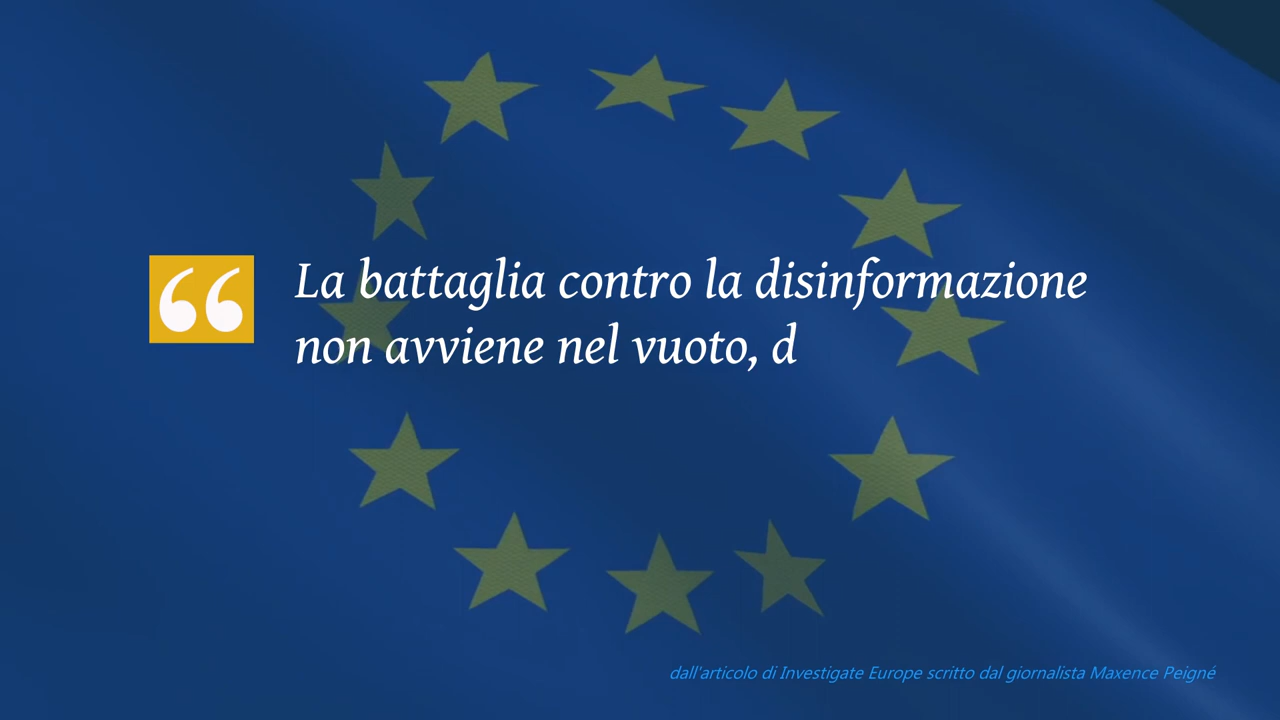 La battaglia contro la disinformazione
non avviene nel vuoto, d
dall'articolo di Investigate Europe scritto dal giornalista Maxence Peigné